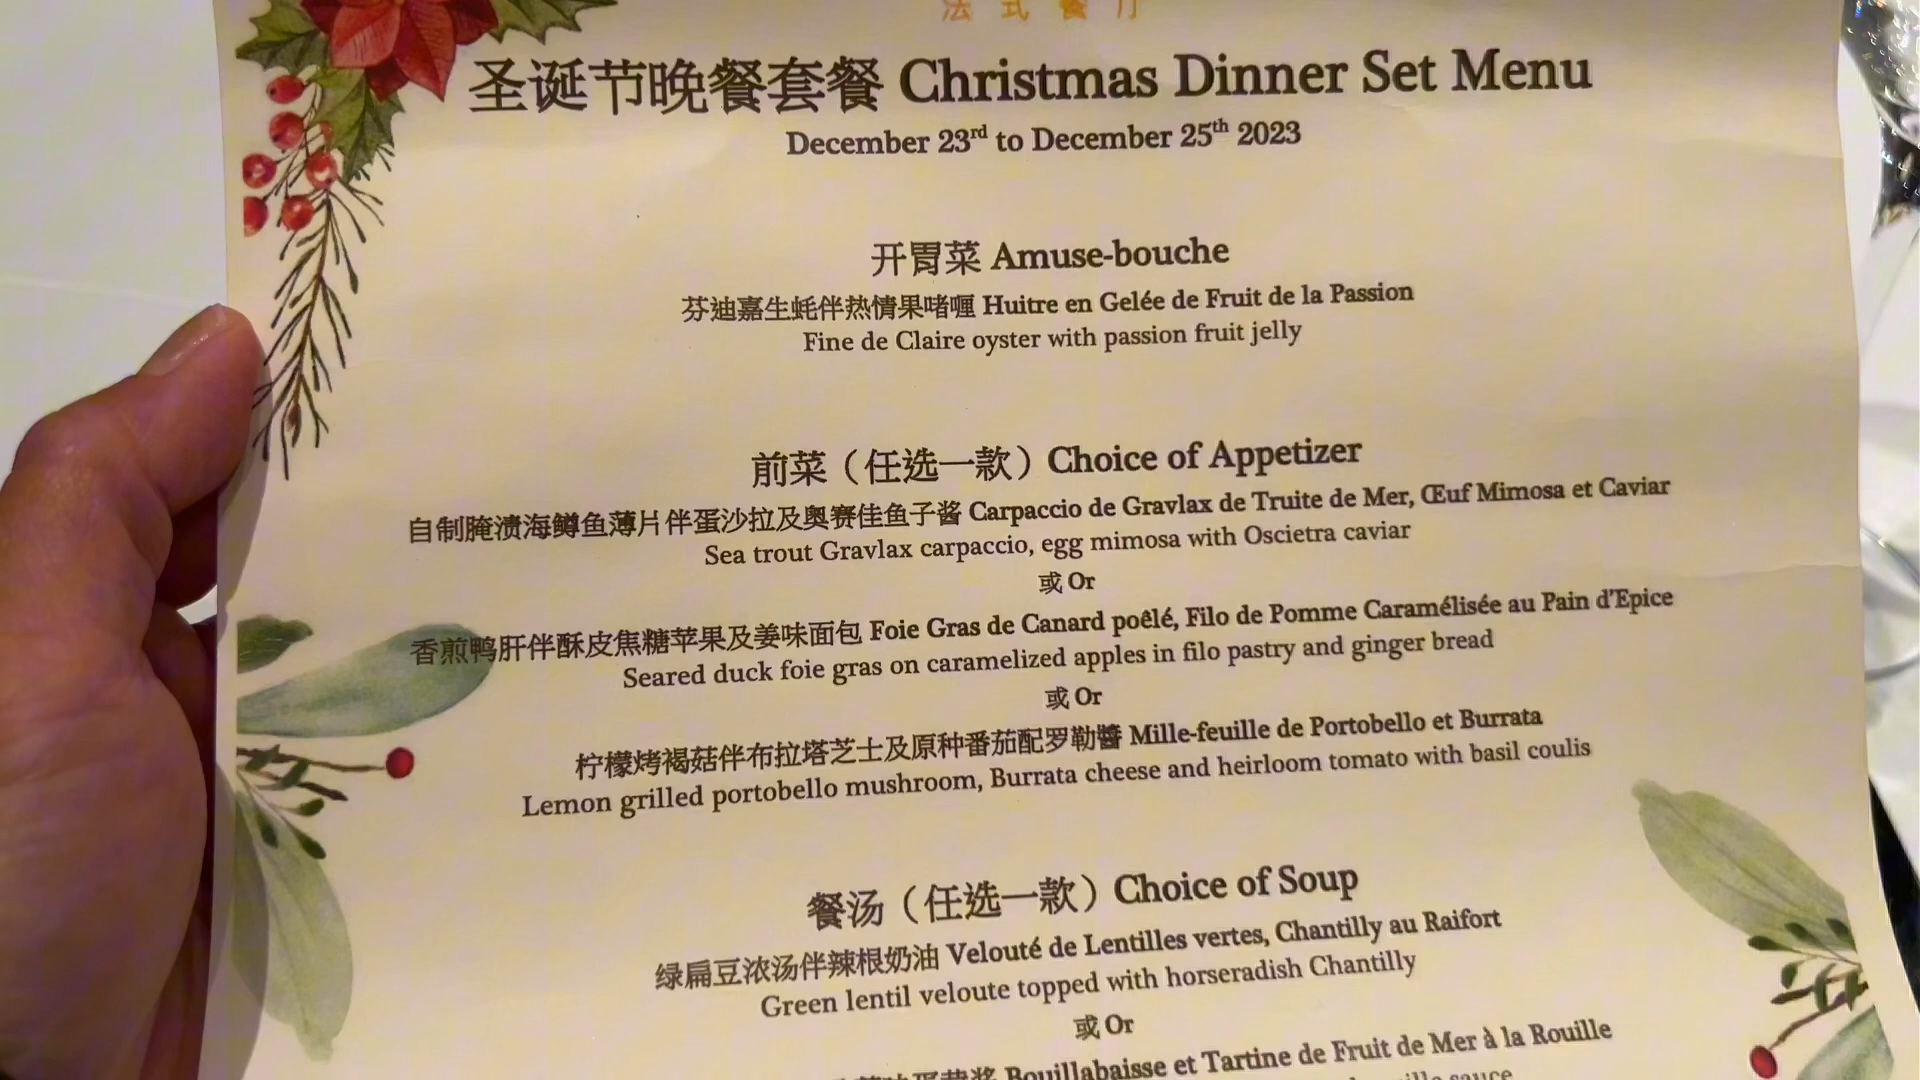 法式餐厅
圣诞节晚餐套餐 Christmas Dinner Set Menu
December 23rd to December 25th 2023
开胃菜 Amuse-bouche
芬迪嘉生蚝伴热情果啫喱 Huitre en Gelée de Fruit de la Passion
Fine de Claire oyster with passion fruit jelly
前菜（任选一款）Choice of Appetizer
自制腌渍海鳟鱼薄片伴蛋沙拉及奥赛佳鱼子酱 Carpaccio de Gravlax de Truite de Mer, Œuf Mimosa et Caviar
Sea trout Gravlax carpaccio, egg mimosa with Oscietra caviar
或 Or
香煎鸭肝伴酥皮焦糖苹果及姜味面包 Foie Gras de Canard poêlé, Filo de Pomme Caramélisée au Pain d'Epice
Seared duck foie gras on caramelized apples in filo pastry and ginger bread
或 Or
柠檬烤褐菇伴布拉塔芝士及原种番茄配罗勒醬 Mille-feuille de Portobello et Burrata
Lemon grilled portobello mushroom, Burrata cheese and heirloom tomato with basil coulis
餐汤（任选一款）Choice of Soup
绿扁豆浓汤伴辣根奶油 Velouté de Lentilles vertes, Chantilly au Raifort
Green lentil veloute topped with horseradish Chantilly
或 Or
Bouillabaisse et Tartine de Fruit de Mer à la Rouille
sauce